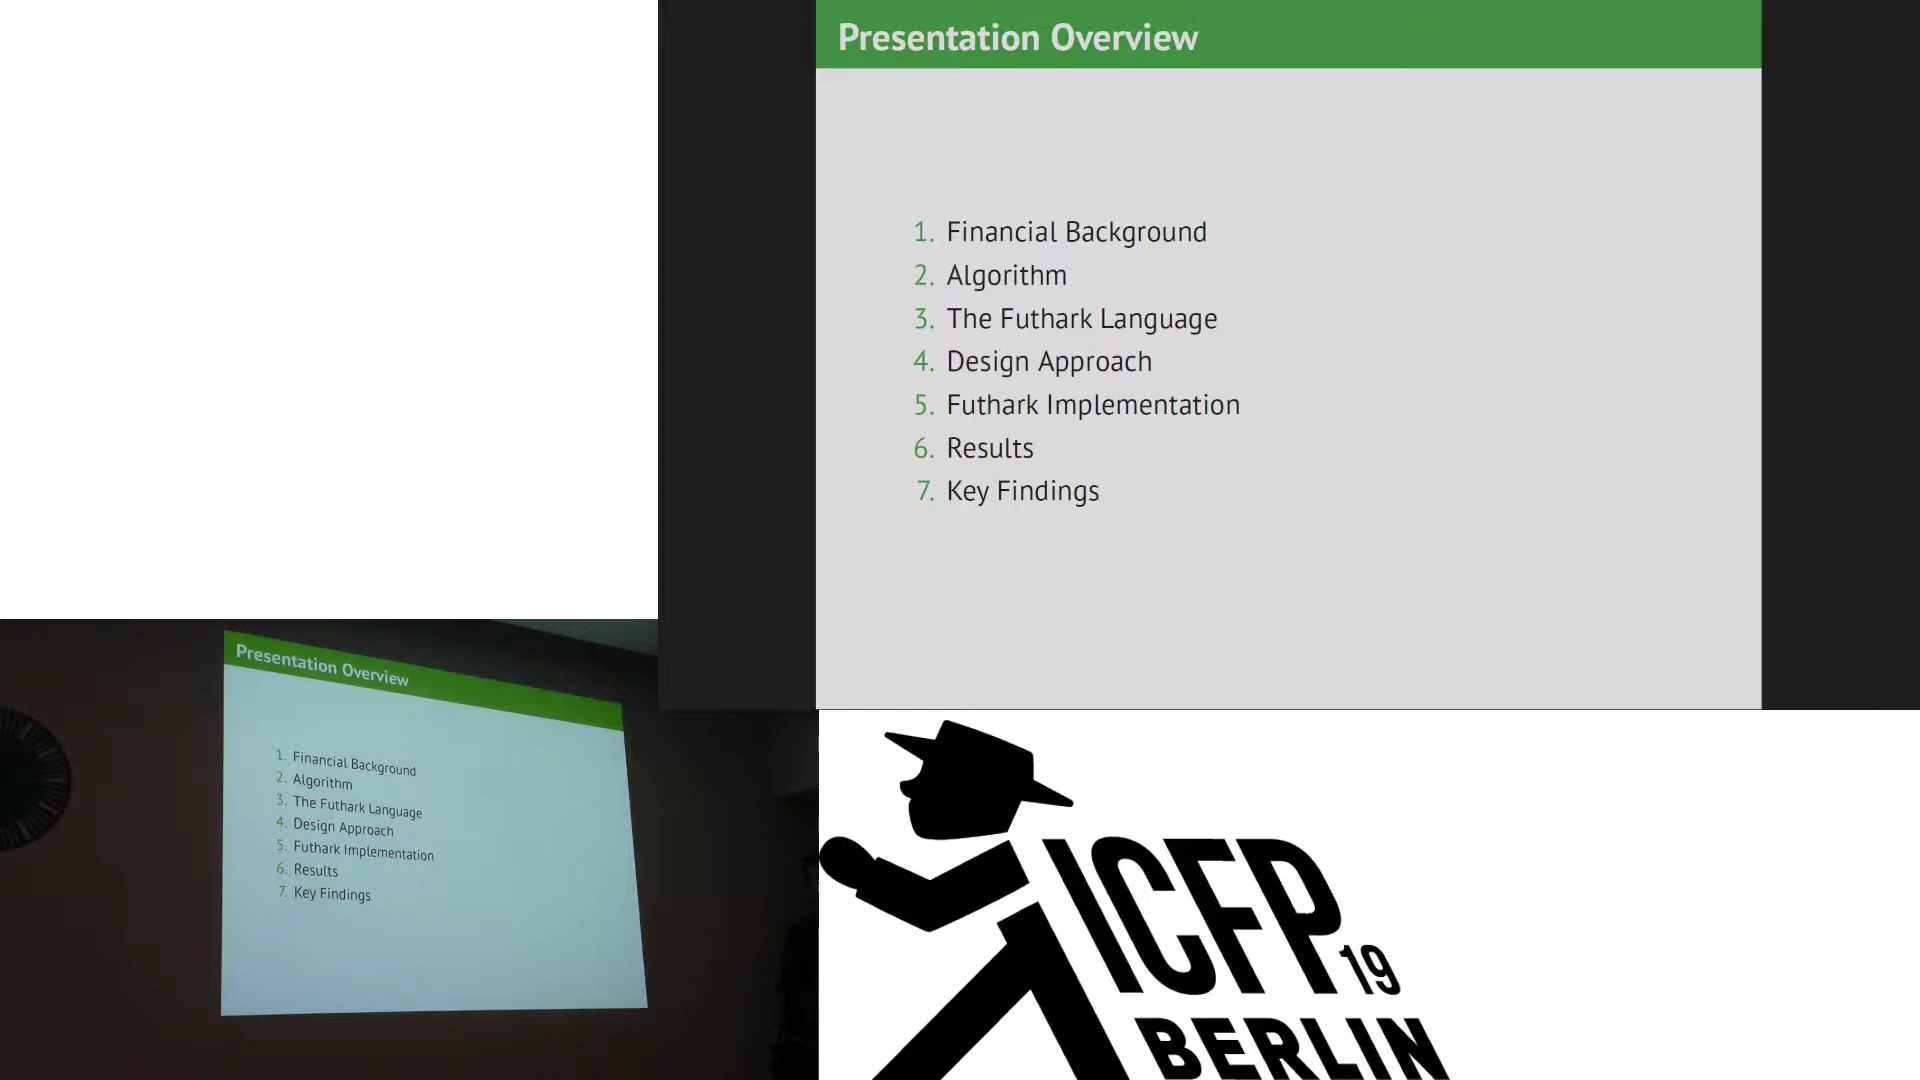 Presentation Overview
1. Financial Background
2. Algorithm
3. The Futhark Language
4. Design Approach
5. Futhark Implementation
6. Results
7. Key Findings
Presentation Overview
1. Financial Background
2. Algorithm
3. The Futhark Language
4. Design Approach
5. Futhark Implementation
6. Results
7. Key Findings
ICFP 19
BERLIN